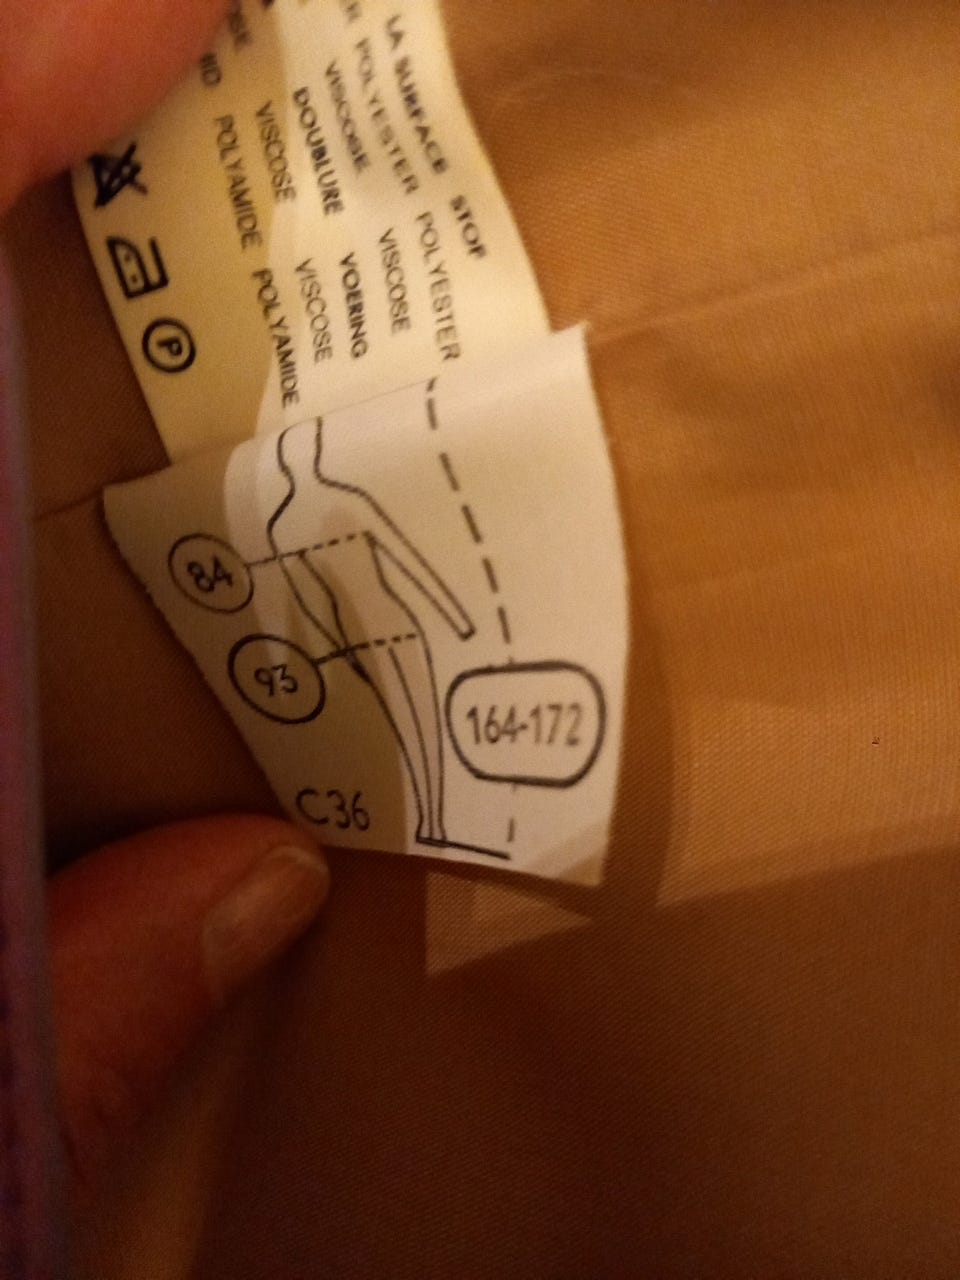 LA SURFACE STOF
POLYESTER POLYESTER
VISCOSE VISCOSE
DOUBLURE VOERING
VISCOSE VISCOSE
POLYAMIDE POLYAMIDE
P
84
93
164-172
C36